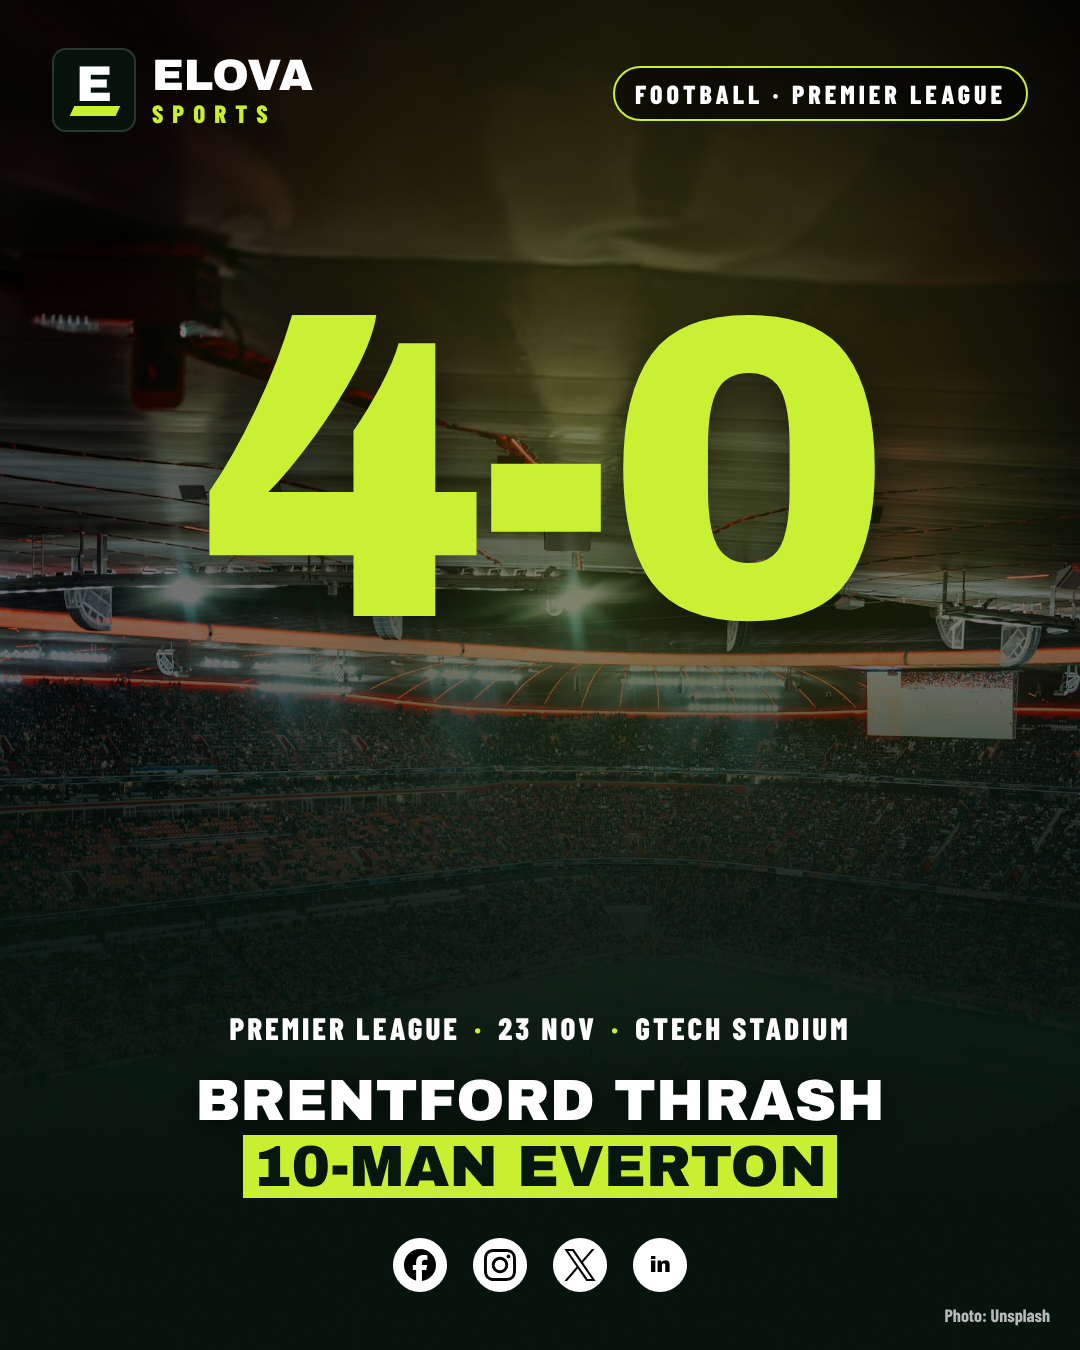 E
ELOVA
SPORTS
FOOTBALL · PREMIER LEAGUE
4-0
PREMIER LEAGUE · 23 NOV · GTECH STADIUM
BRENTFORD THRASH
10-MAN EVERTON
in
Photo: Unsplash